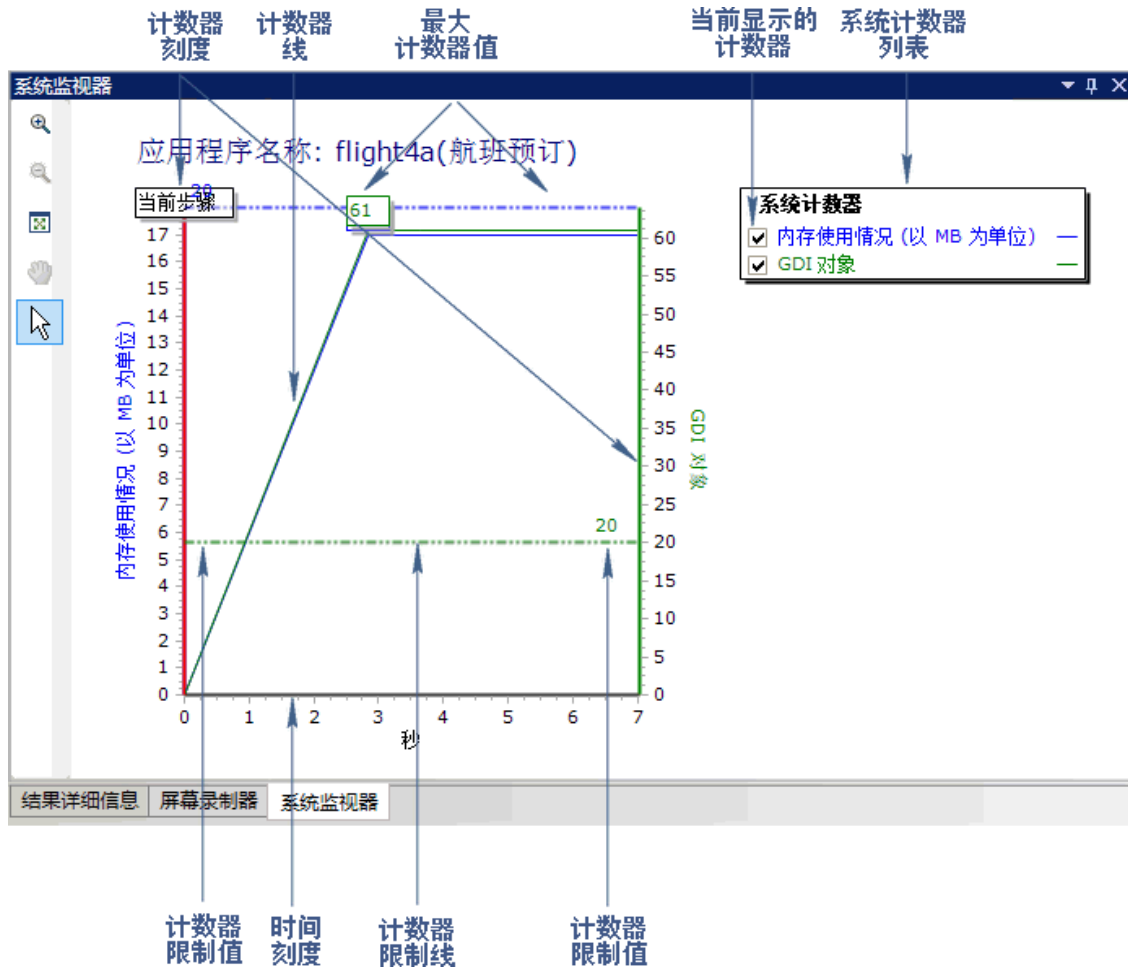 计数器
刻度
计数器
线
最大
计数器值
当前显示的
计数器
系统计数器
列表
系统监视器
应用程序名称: flight4a(航班预订)
20
当前步骤
61
系统计数器
内存使用情况 (以 MB 为单位)
GDI 对象
内存使用情况 (以 MB 为单位)
17
16
15
14
13
12
11
10
9
8
7
6
5
4
3
2
1
0
60
55
50
45
40
35
30
25
20
15
10
5
0
GDI 对象
20
0 1 2 3 4 5 6 7
秒
结果详细信息 屏幕录制器 系统监视器
计数器
限制值
时间
刻度
计数器
限制线
计数器
限制值